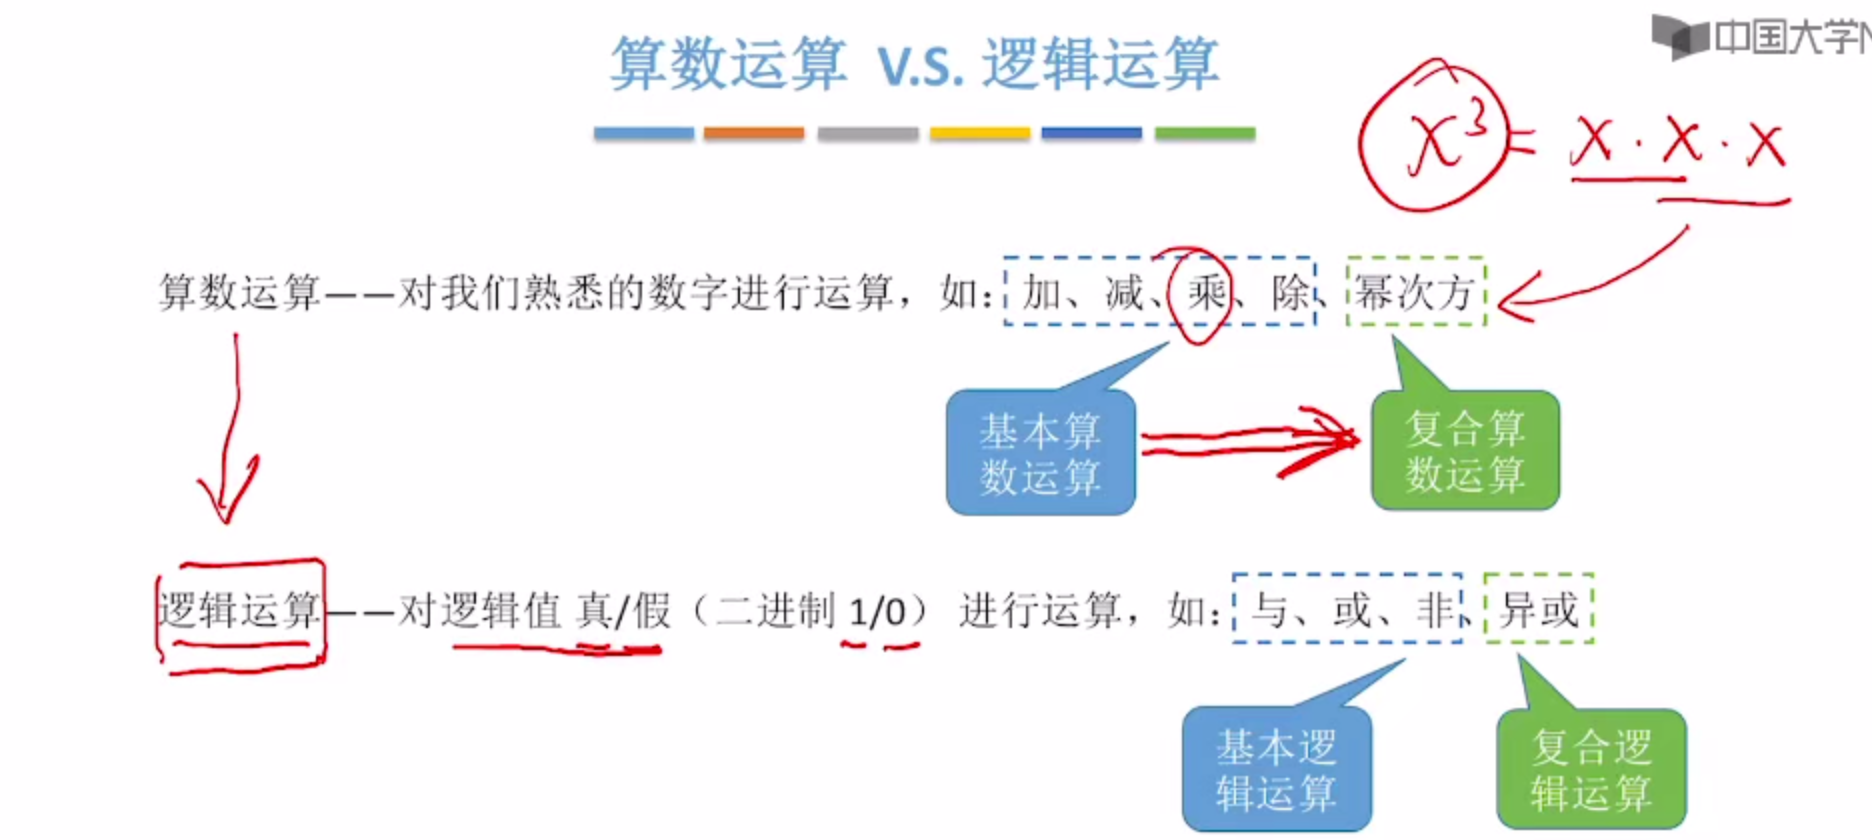 中国大学
算数运算 V.S. 逻辑运算
x³ = x · x · x
算数运算——对我们熟悉的数字进行运算，如：加、减、乘、除、幂次方
基本算
数运算
复合算
数运算
逻辑运算——对逻辑值 真/假（二进制 1/0） 进行运算，如：与、或、非、异或
基本逻
辑运算
复合逻
辑运算